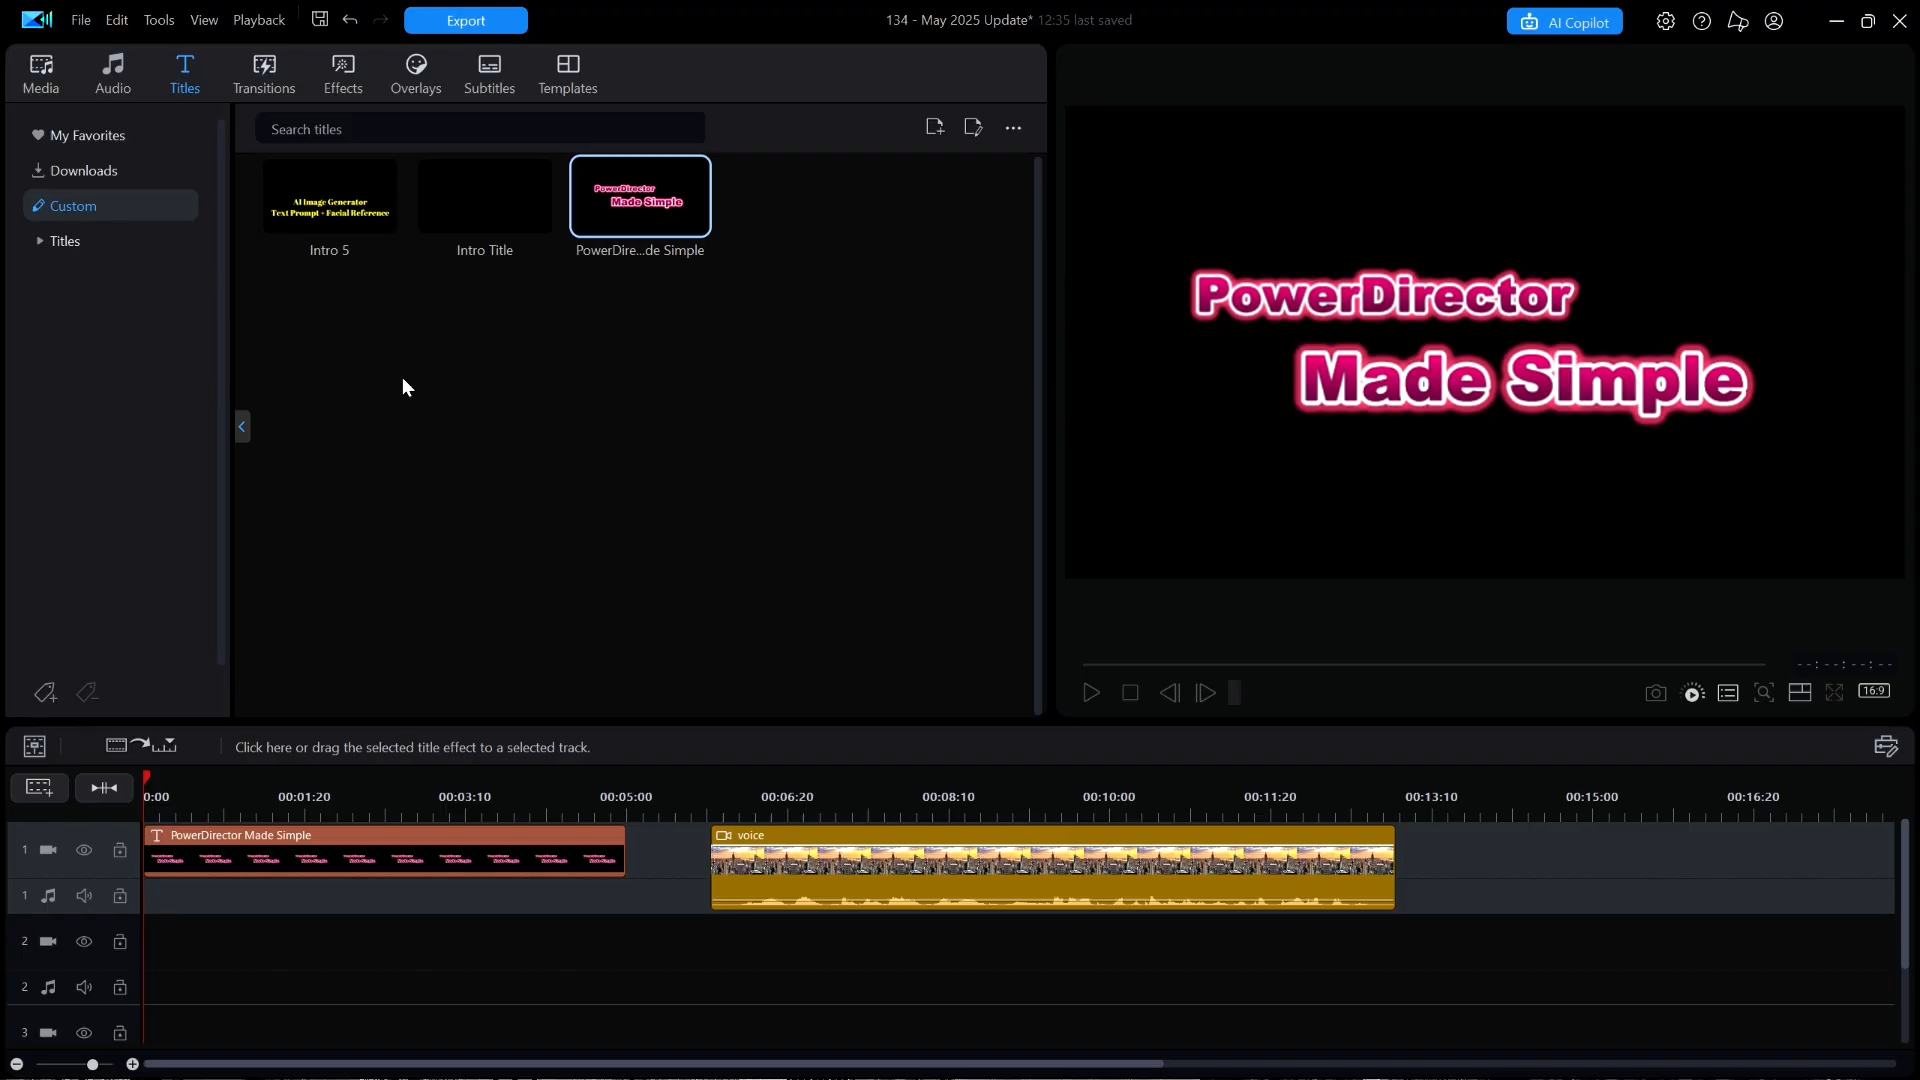 File Edit Tools View Playback Export 134 - May 2025 Update* 12:35 last saved AI Copilot
Media Audio Titles Transitions Effects Overlays Subtitles Templates
My Favorites
Downloads
Custom
Titles
Search titles
AI Image Generator
Text Prompt + Facial Reference
PowerDirector
Made Simple
Intro 5 Intro Title PowerDire...de Simple
PowerDirector
Made Simple
--:--:--:--
16:9
Click here or drag the selected title effect to a selected track.
0:00 00:01:20 00:03:10 00:05:00 00:06:20 00:08:10 00:10:00 00:11:20 00:13:10 00:15:00 00:16:20
1 T PowerDirector Made Simple voice
1
2
2
3